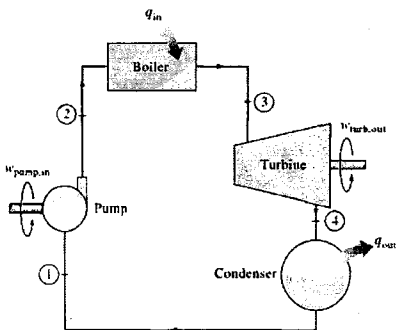 q_in
Boiler
2
3
w_pump,in
w_turb,out
Turbine
Pump
4
1
Condenser
q_out